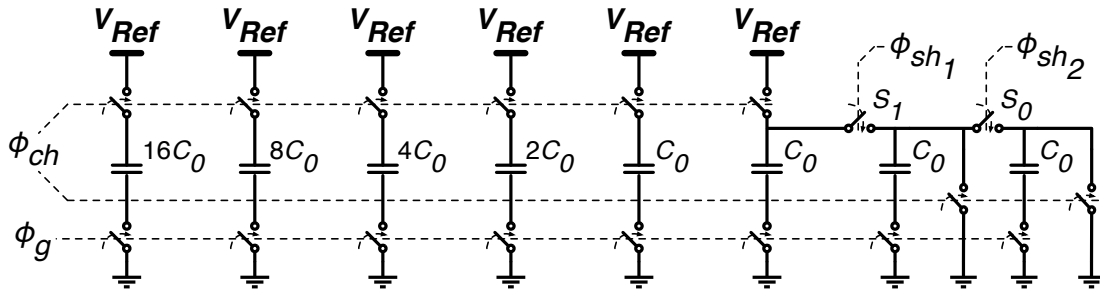 V_Ref V_Ref V_Ref V_Ref V_Ref V_Ref
ϕ_sh1 ϕ_sh2
S_1 S_0
ϕ_ch 16C_0 8C_0 4C_0 2C_0 C_0 C_0 C_0 C_0
ϕ_g